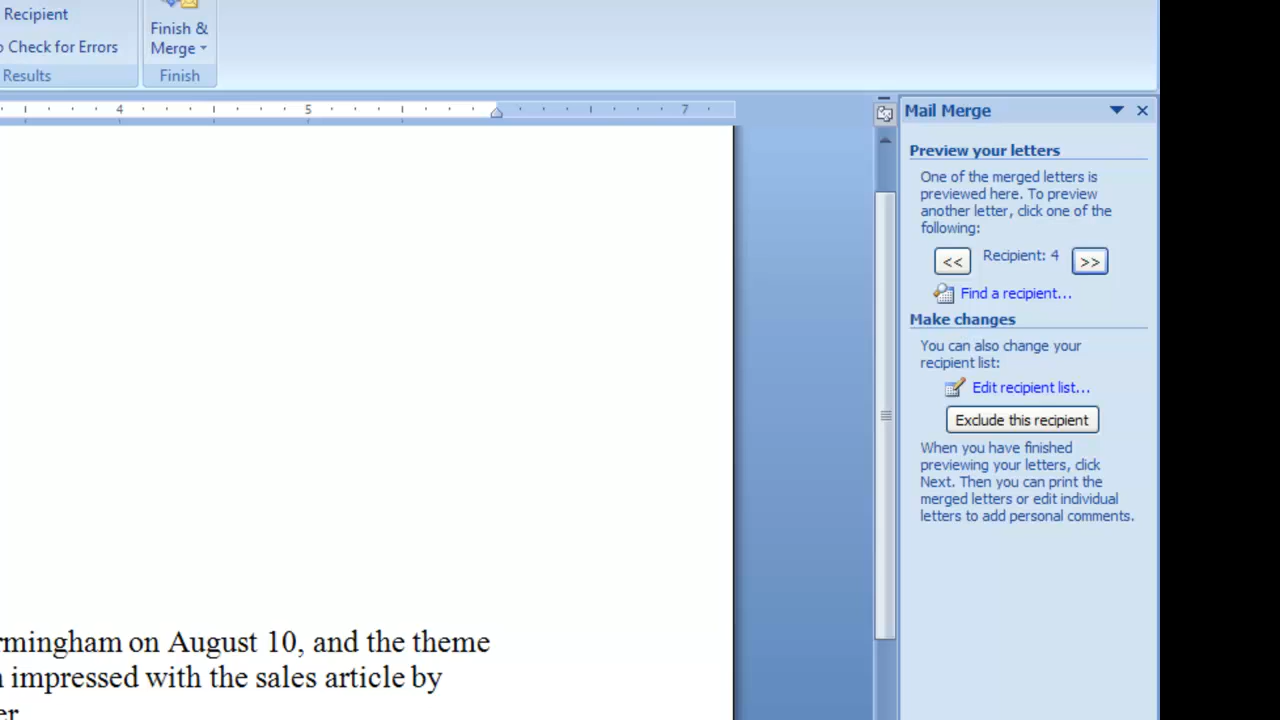 Recipient
Check for Errors
Results
Finish &
Merge
Finish
4 5 7
Mail Merge
Preview your letters
One of the merged letters is
previewed here. To preview
another letter, click one of the
following:
<< Recipient: 4 >>
Find a recipient...
Make changes
You can also change your
recipient list:
Edit recipient list...
Exclude this recipient
When you have finished
previewing your letters, click
Next. Then you can print the
merged letters or edit individual
letters to add personal comments.
rmingham on August 10, and the theme
impressed with the sales article by
er